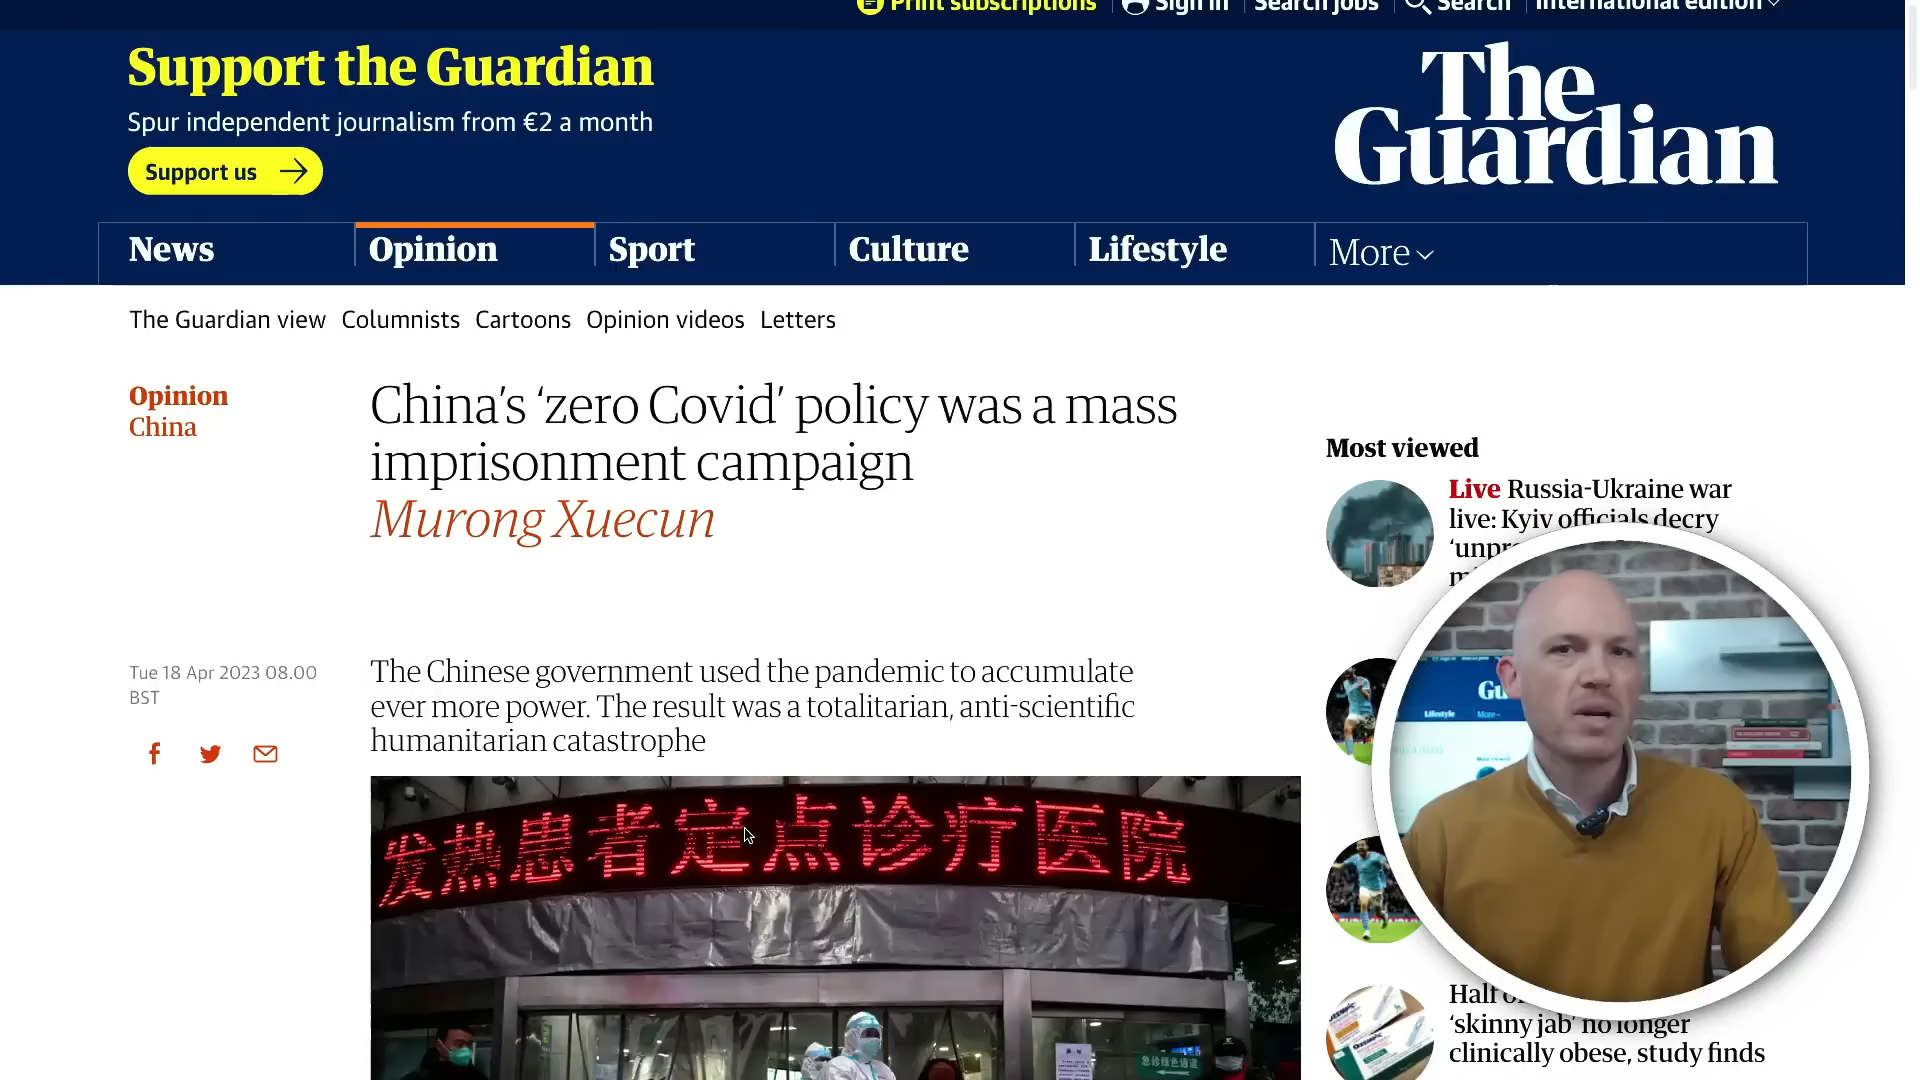 Print subscriptions
Sign in
Search jobs
Search
International edition
Support the Guardian
Spur independent journalism from €2 a month
Support us
The
Guardian
News
Opinion
Sport
Culture
Lifestyle
More
The Guardian view
Columnists
Cartoons
Opinion videos
Letters
Opinion
China
China's ‘zero Covid’ policy was a mass
imprisonment campaign
Murong Xuecun
Tue 18 Apr 2023 08.00
BST
The Chinese government used the pandemic to accumulate
ever more power. The result was a totalitarian, anti-scientific
humanitarian catastrophe
发热患者定点诊疗医院
Most viewed
Live Russia-Ukraine war
live: Kyiv officials decry
‘skinny jab’ no longer
clinically obese, study finds
Lifestyle
More